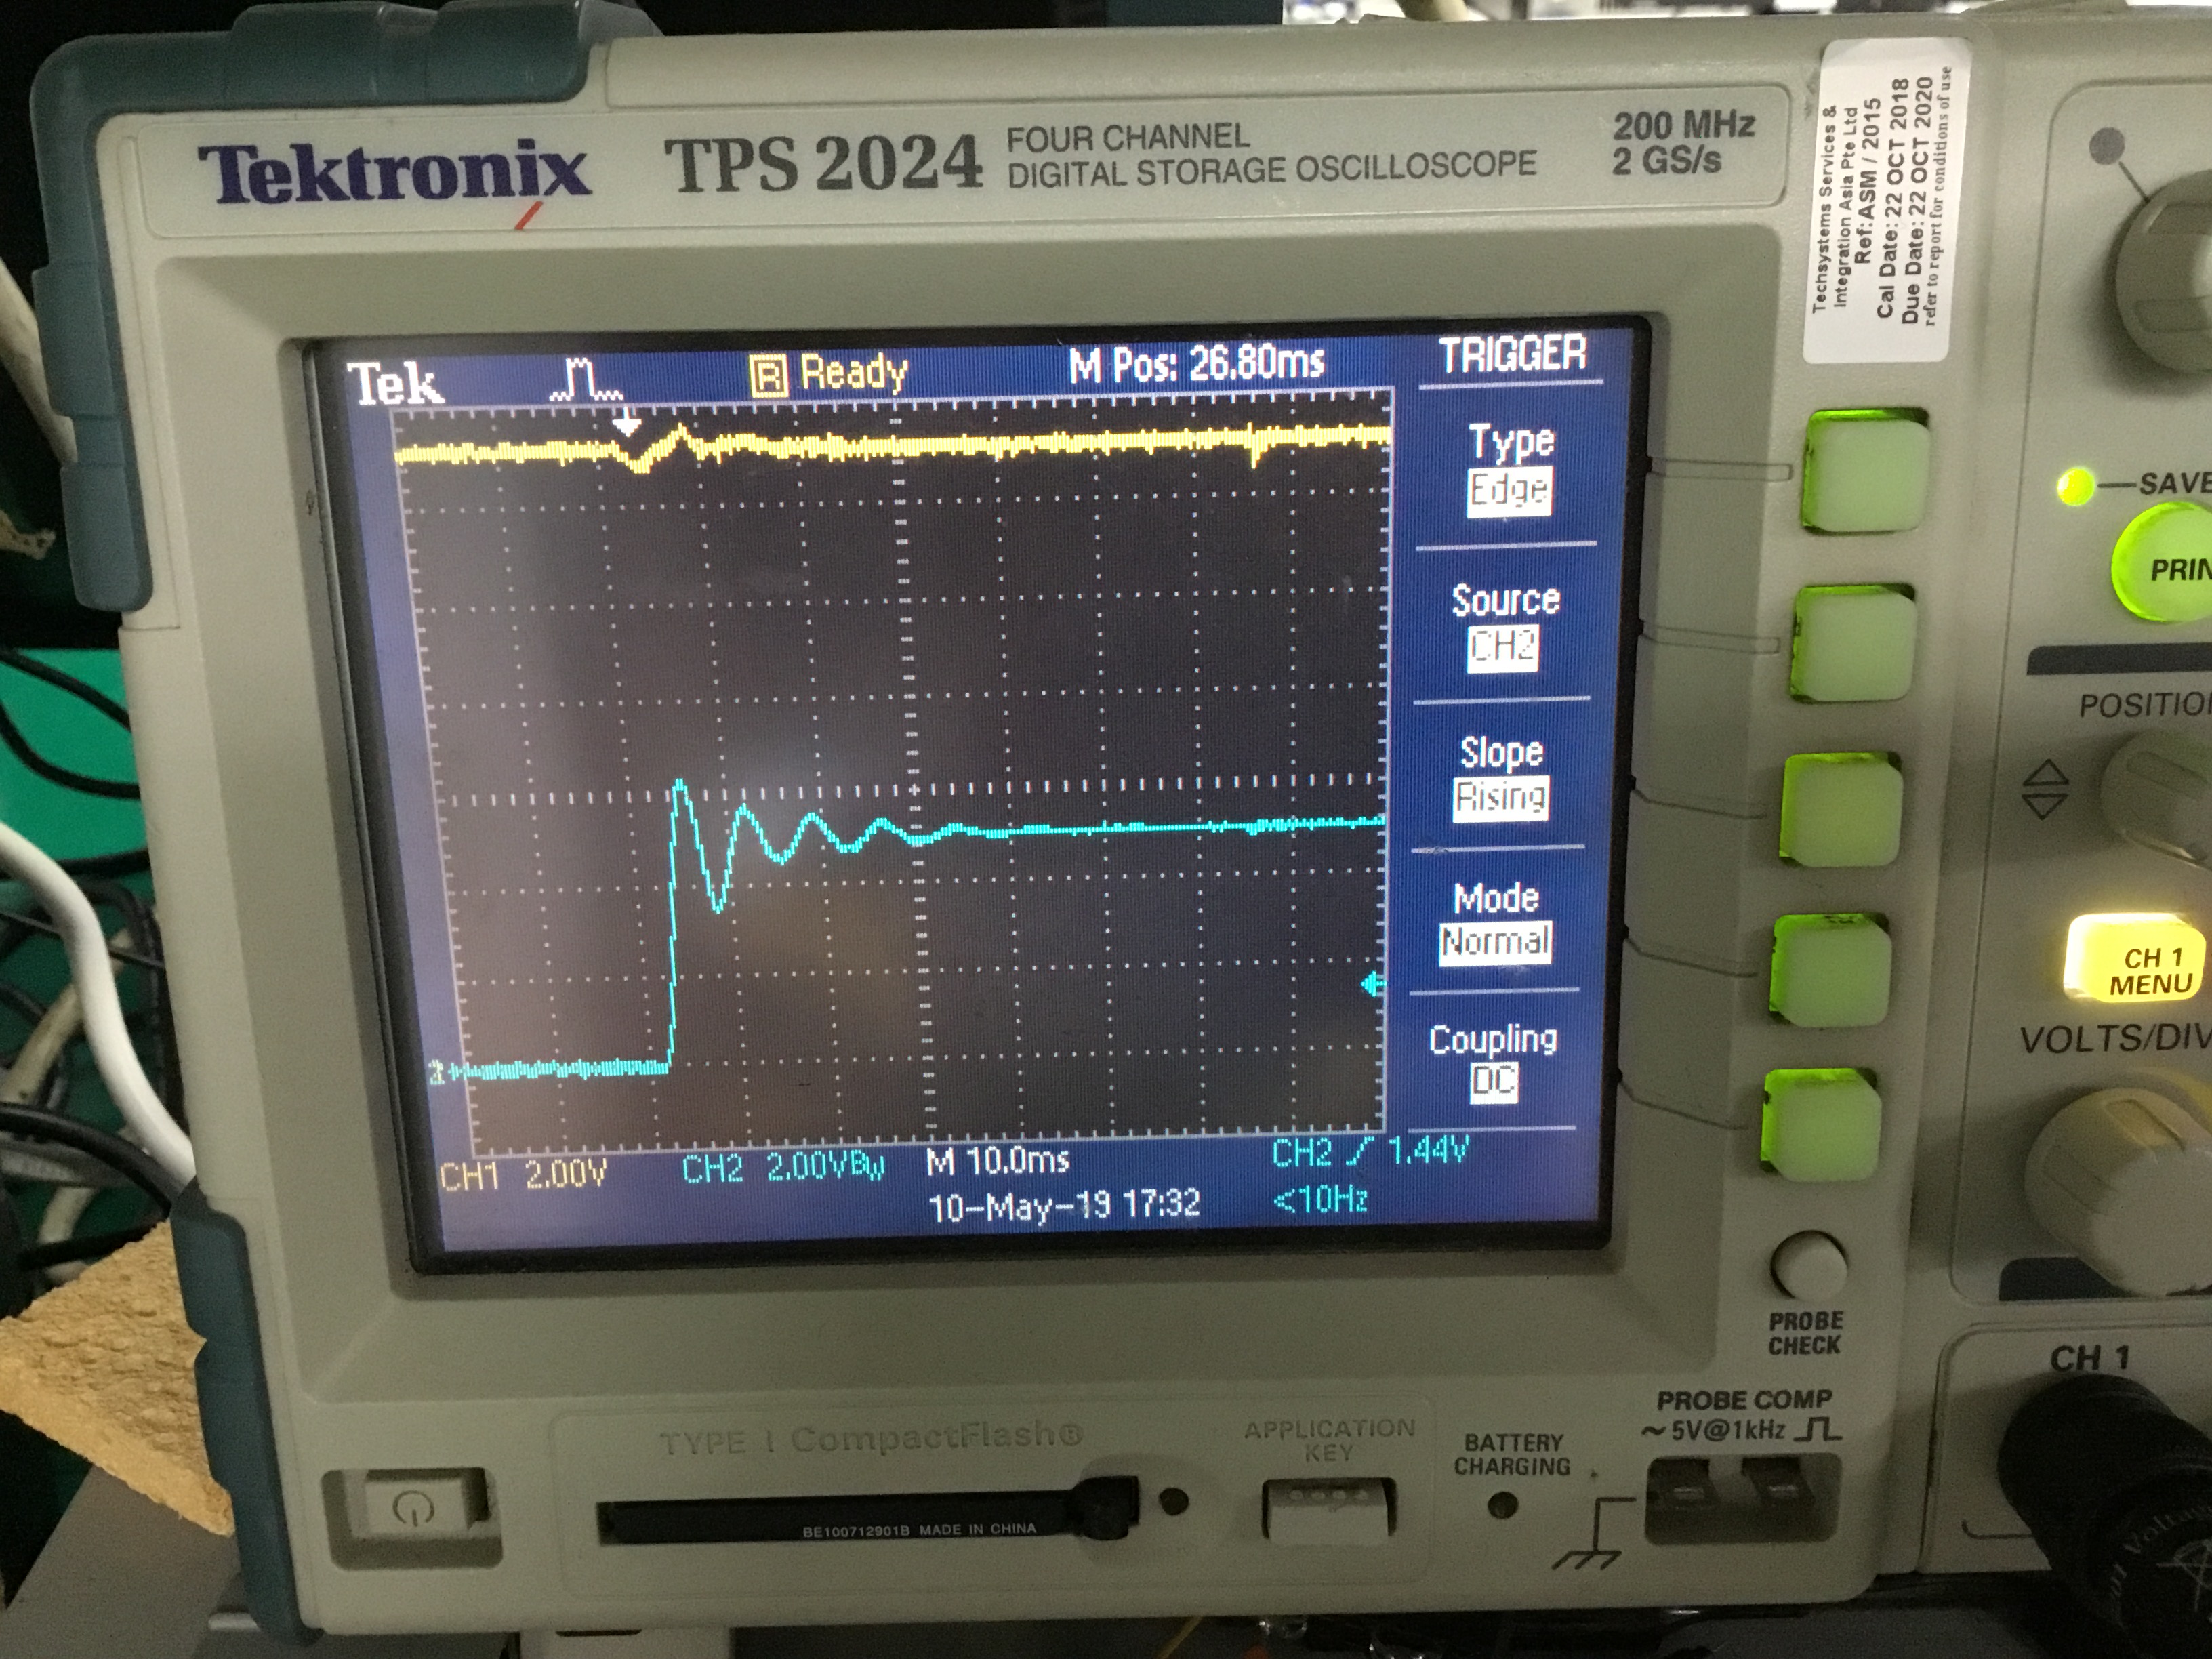 Tektronix
TPS 2024
FOUR CHANNEL
DIGITAL STORAGE OSCILLOSCOPE
200 MHz
2 GS/s
Techsystems Services &
Integration Asia Pte Ltd
Ref: ASM / 2015
Cal Date: 22 OCT 2018
Due Date: 22 OCT 2020
refer to report for conditions of use
Tek
R Ready
M Pos: 26.80ms
TRIGGER
Type
Edge
Source
CH2
Slope
Rising
Mode
Normal
Coupling
DC
CH1 2.00V
CH2 2.00VBW
M 10.0ms
CH2 1.44V
10-May-19 17:32
<10Hz
SAVE
PRIN
POSITIO
CH 1
MENU
VOLTS/DIV
PROBE
CHECK
CH 1
PROBE COMP
~5V@1kHz
TYPE I CompactFlash®
APPLICATION
KEY
BATTERY
CHARGING
BE100712901B MADE IN CHINA